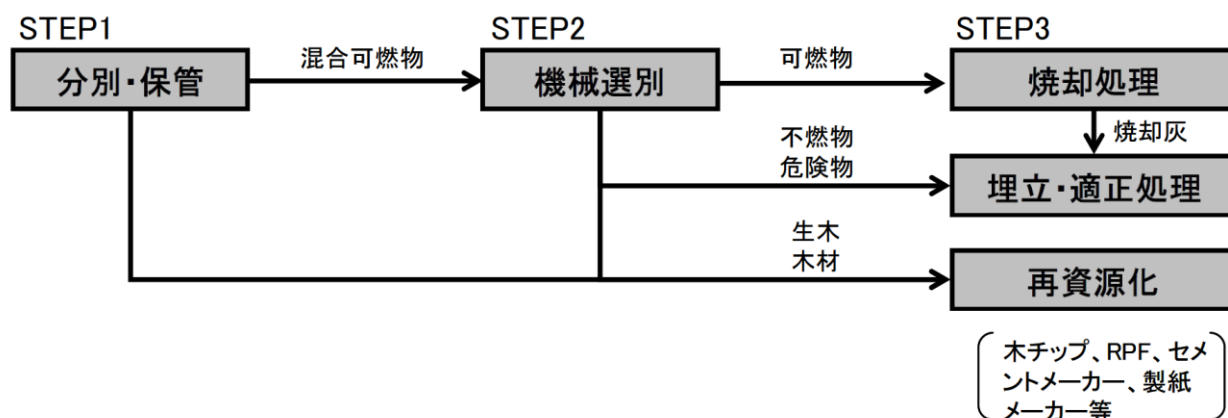 STEP1
STEP2
STEP3
分別・保管
混合可燃物
機械選別
可燃物
焼却処理
焼却灰
不燃物
危険物
埋立・適正処理
生木
木材
再資源化
木チップ、RPF、セメ
ントメーカー、製紙
メーカー等